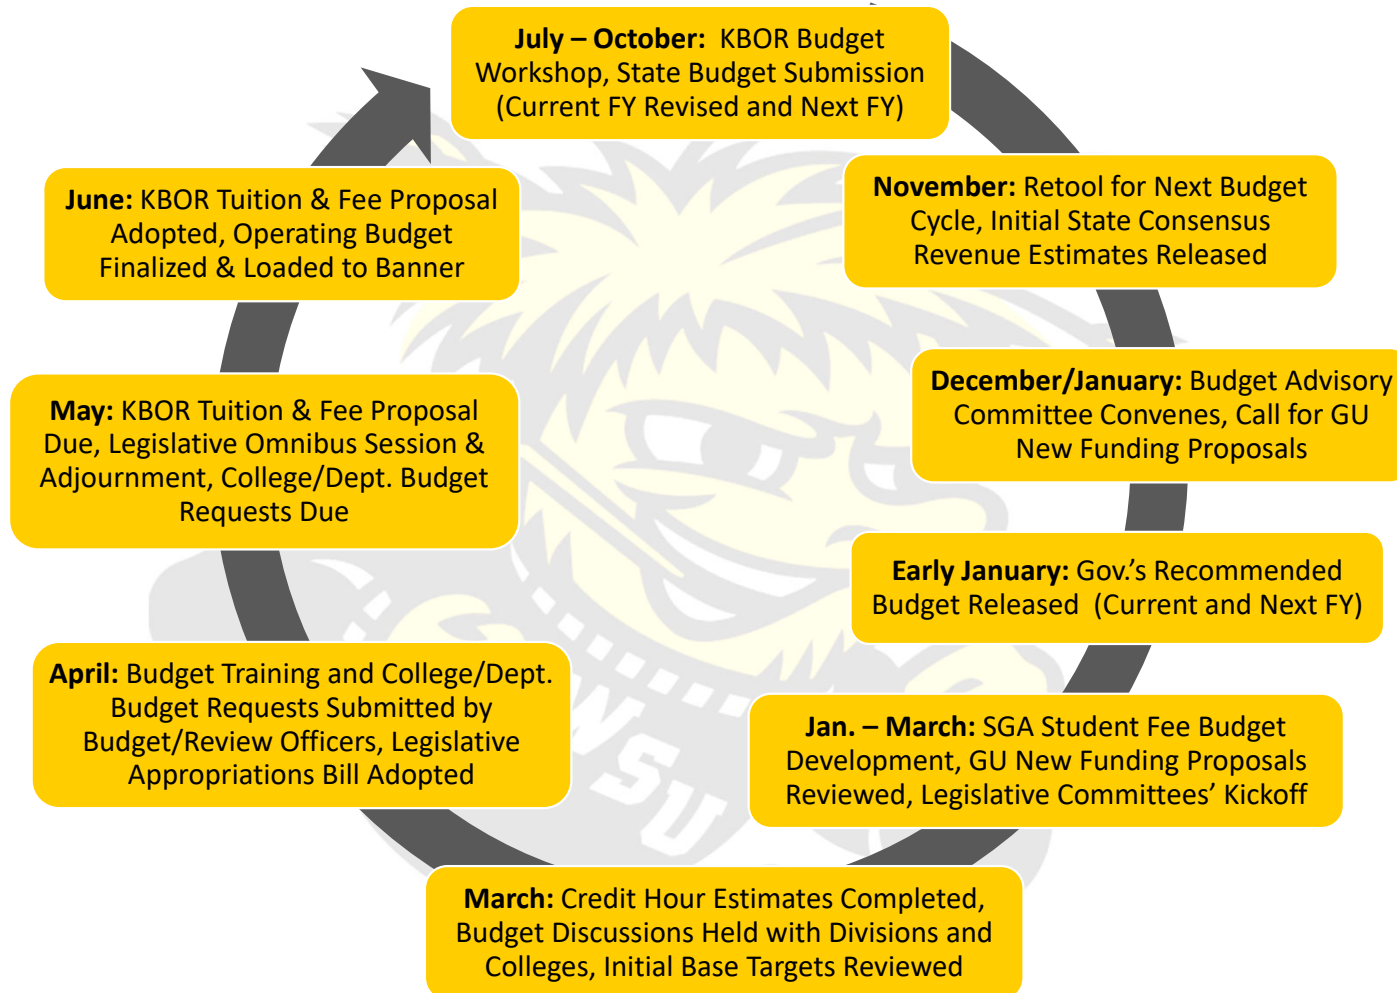 July – October: KBOR Budget
Workshop, State Budget Submission
(Current FY Revised and Next FY)
November: Retool for Next Budget
Cycle, Initial State Consensus
Revenue Estimates Released
December/January: Budget Advisory
Committee Convenes, Call for GU
New Funding Proposals
Early January: Gov.’s Recommended
Budget Released (Current and Next FY)
Jan. – March: SGA Student Fee Budget
Development, GU New Funding Proposals
Reviewed, Legislative Committees’ Kickoff
March: Credit Hour Estimates Completed,
Budget Discussions Held with Divisions and
Colleges, Initial Base Targets Reviewed
April: Budget Training and College/Dept.
Budget Requests Submitted by
Budget/Review Officers, Legislative
Appropriations Bill Adopted
May: KBOR Tuition & Fee Proposal
Due, Legislative Omnibus Session &
Adjournment, College/Dept. Budget
Requests Due
June: KBOR Tuition & Fee Proposal
Adopted, Operating Budget
Finalized & Loaded to Banner
WSU